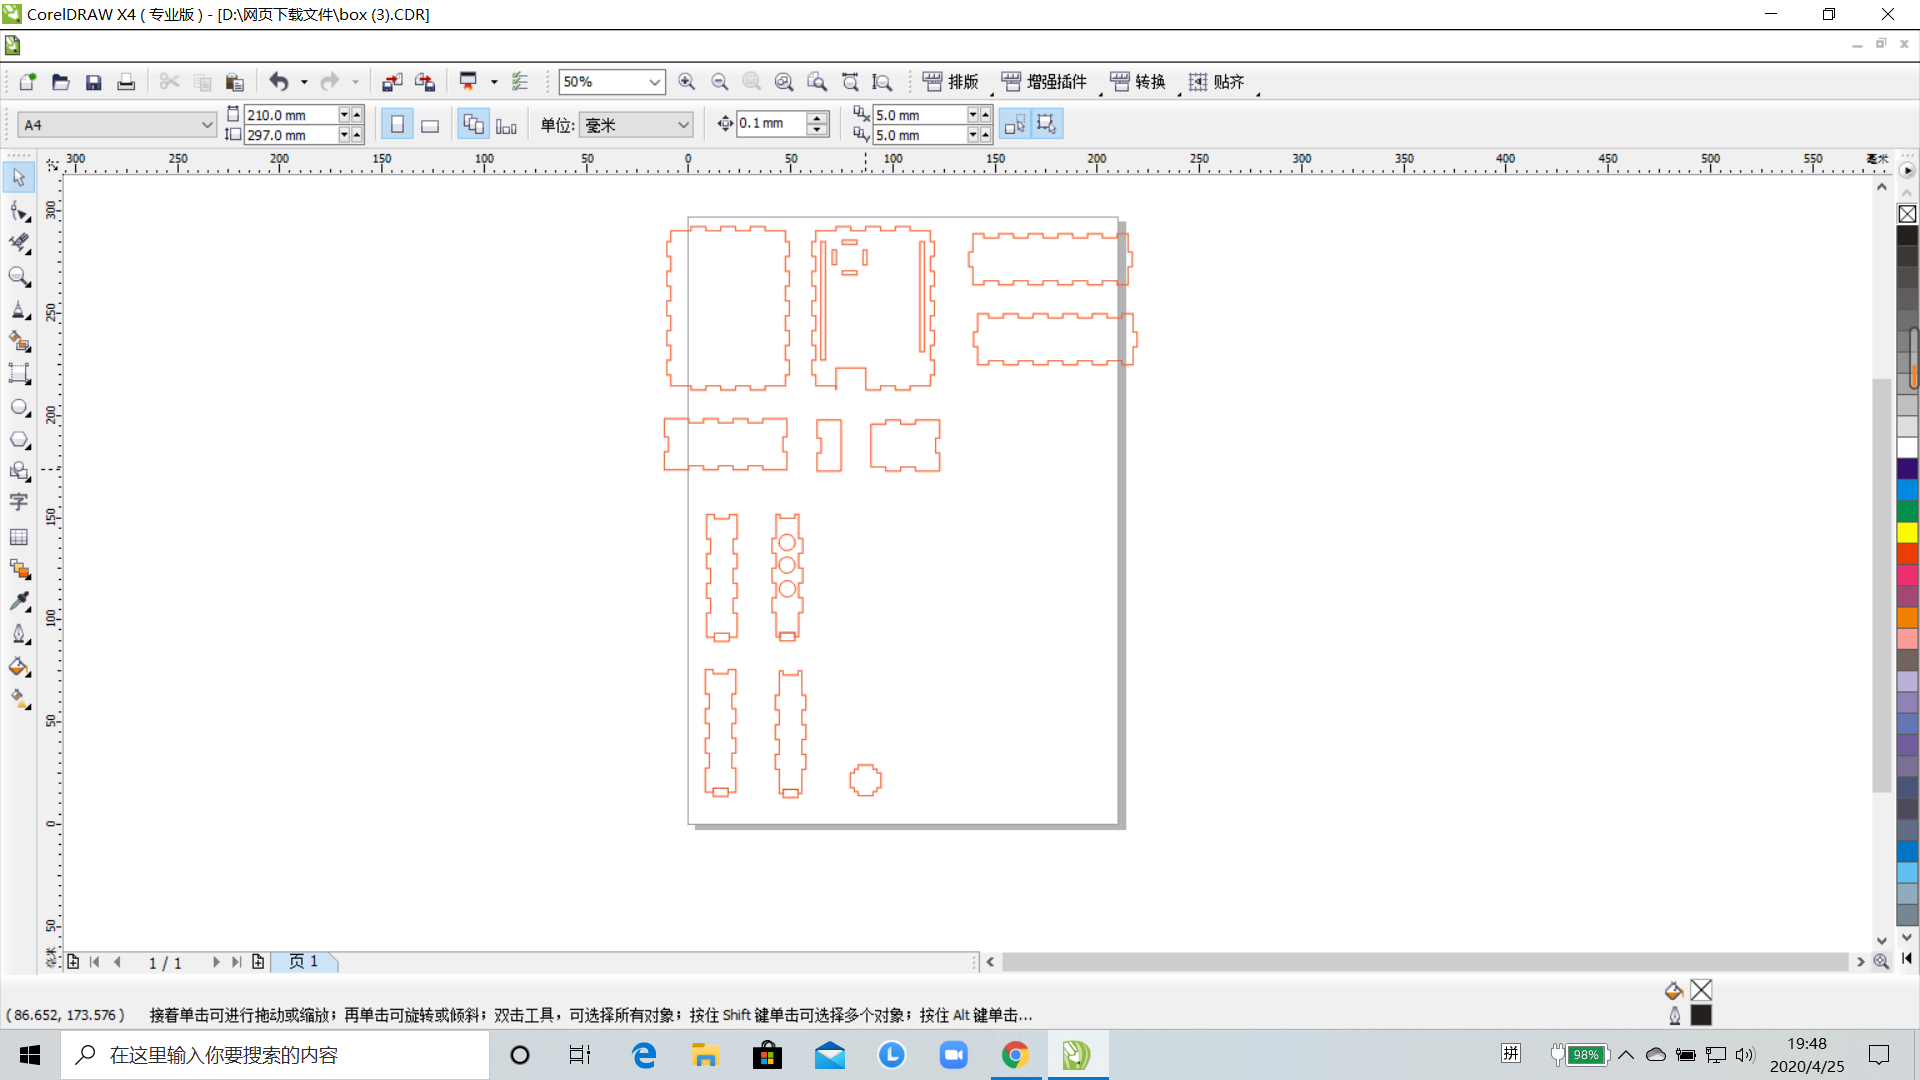 CorelDRAW X4 ( 专业版 ) - [D:\网页下载文件\box (3).CDR]
50%
排版
增强插件
转换
贴齐
A4
210.0 mm
297.0 mm
单位:
毫米
0.1 mm
5.0 mm
5.0 mm
300 250 200 150 100 50 0 50 100 150 200 250 300 350 400 450 500 550 毫米
300
250
200
150
100
50
0
50
毫米
字
1 / 1
页 1
( 86.652, 173.576 )
接着单击可进行拖动或缩放；再单击可旋转或倾斜；双击工具，可选择所有对象；按住 Shift 键单击可选择多个对象；按住 Alt 键单击...
在这里输入你要搜索的内容
拼
98%
19:48
2020/4/25